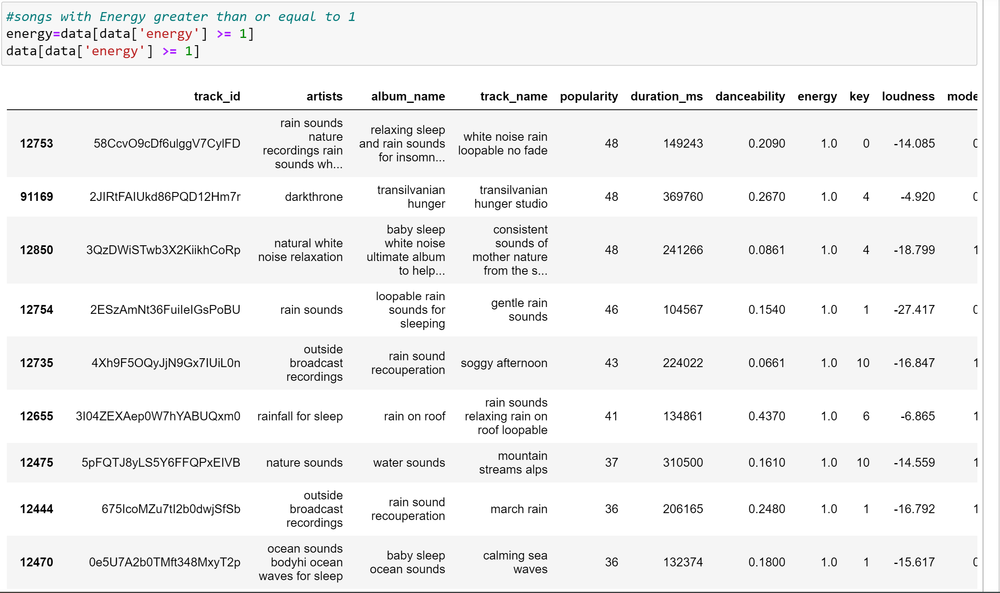 #songs with Energy greater than or equal to 1
energy=data[data['energy'] >= 1]
data[data['energy'] >= 1]
track_id artists album_name track_name popularity duration_ms danceability energy key loudness mode
rain sounds
nature
recordings rain
sounds wh...
relaxing sleep
and rain sounds
for insomn...
white noise rain
loopable no fade
12753 58CcvO9cDf6ulggV7CylFD 48 149243 0.2090 1.0 0 -14.085 0
91169 2JIRtFAIUkd86PQD12Hm7r darkthrone
transilvanian
hunger
transilvanian
hunger studio
48 369760 0.2670 1.0 4 -4.920 0
12850 3QzDWiSTwb3X2KiikhCoRp
natural white
noise relaxation
baby sleep
white noise
ultimate album
to help...
consistent
sounds of
mother nature
from the s...
48 241266 0.0861 1.0 4 -18.799 1
12754 2ESzAmNt36FuiIeIGsPoBU rain sounds
loopable rain
sounds for
sleeping
gentle rain
sounds
46 104567 0.1540 1.0 1 -27.417 0
12735 4Xh9F5OQyJjN9Gx7IUiL0n
outside
broadcast
recordings
rain sound
recouperation
soggy afternoon 43 224022 0.0661 1.0 10 -16.847 1
12655 3I04ZEXAep0W7hYABUQxm0 rainfall for sleep rain on roof
rain sounds
relaxing rain on
roof loopable
41 134861 0.4370 1.0 6 -6.865 1
12475 5pFQTJ8yLS5Y6FFQPxEIVB nature sounds water sounds
mountain
streams alps
37 310500 0.1610 1.0 10 -14.559 1
12444 675IcoMZu7tI2b0dwjSfSb
outside
broadcast
recordings
rain sound
recouperation
march rain 36 206165 0.2480 1.0 1 -16.792 1
12470 0e5U7A2b0TMft348MxyT2p
ocean sounds
bodyhi ocean
waves for sleep
baby sleep
ocean sounds
calming sea
waves
36 132374 0.1800 1.0 1 -15.617 0